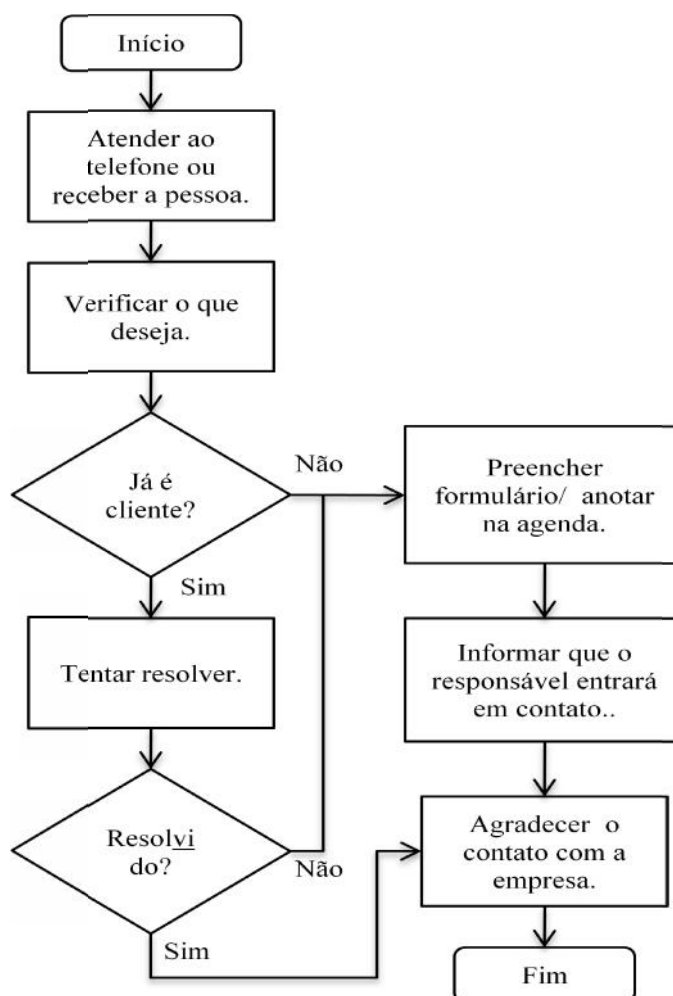 Início
Atender ao
telefone ou
receber a pessoa.
Verificar o que
deseja.
Já é
cliente?
Não
Sim
Preencher
formulário/ anotar
na agenda.
Tentar resolver.
Informar que o
responsável entrará
em contato..
Resolvi
do?
Não
Sim
Agradecer o
contato com a
empresa.
Fim